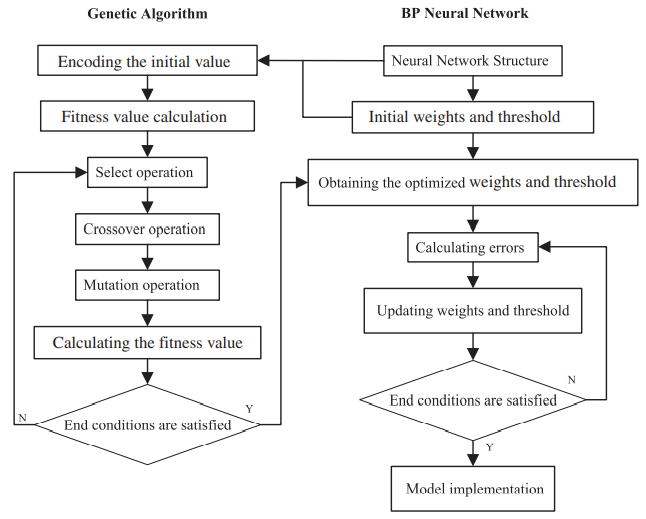 Genetic Algorithm
Encoding the initial value
Fitness value calculation
Select operation
Crossover operation
Mutation operation
Calculating the fitness value
End conditions are satisfied
N
Y
BP Neural Network
Neural Network Structure
Initial weights and threshold
Obtaining the optimized weights and threshold
Calculating errors
Updating weights and threshold
End conditions are satisfied
N
Y
Model implementation